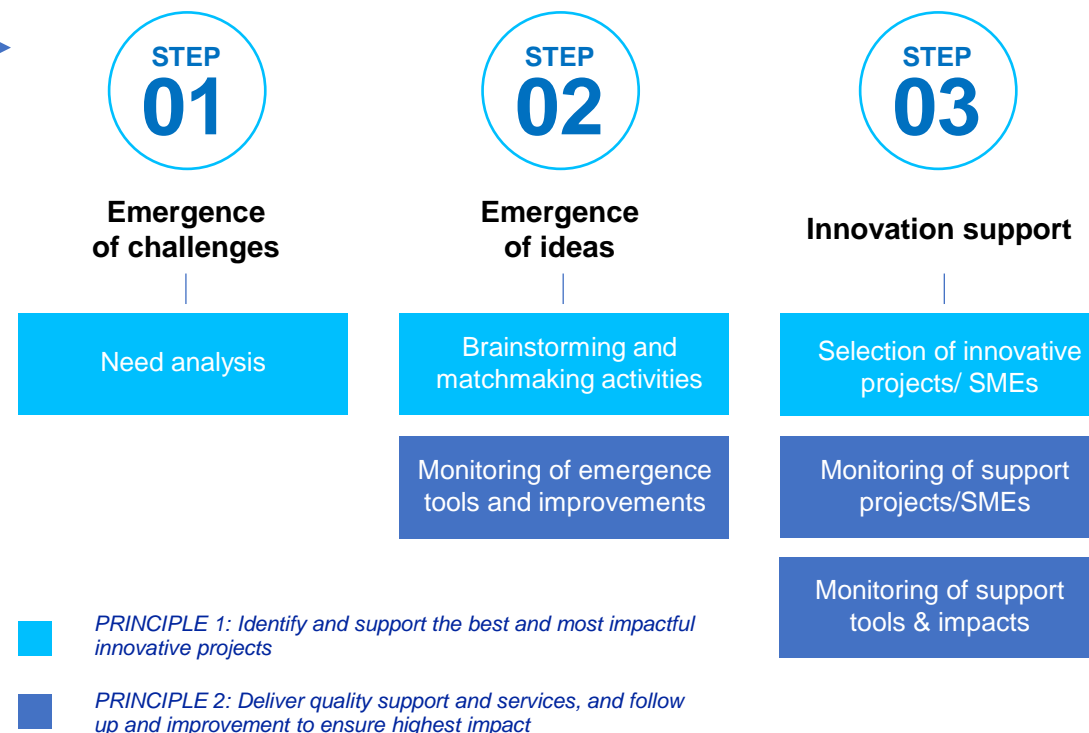 STEP
01
Emergence
of challenges
Need analysis
STEP
02
Emergence
of ideas
Brainstorming and
matchmaking activities
Monitoring of emergence
tools and improvements
STEP
03
Innovation support
Selection of innovative
projects/ SMEs
Monitoring of support
projects/SMEs
Monitoring of support
tools & impacts
PRINCIPLE 1: Identify and support the best and most impactful
innovative projects
PRINCIPLE 2: Deliver quality support and services, and follow
up and improvement to ensure highest impact